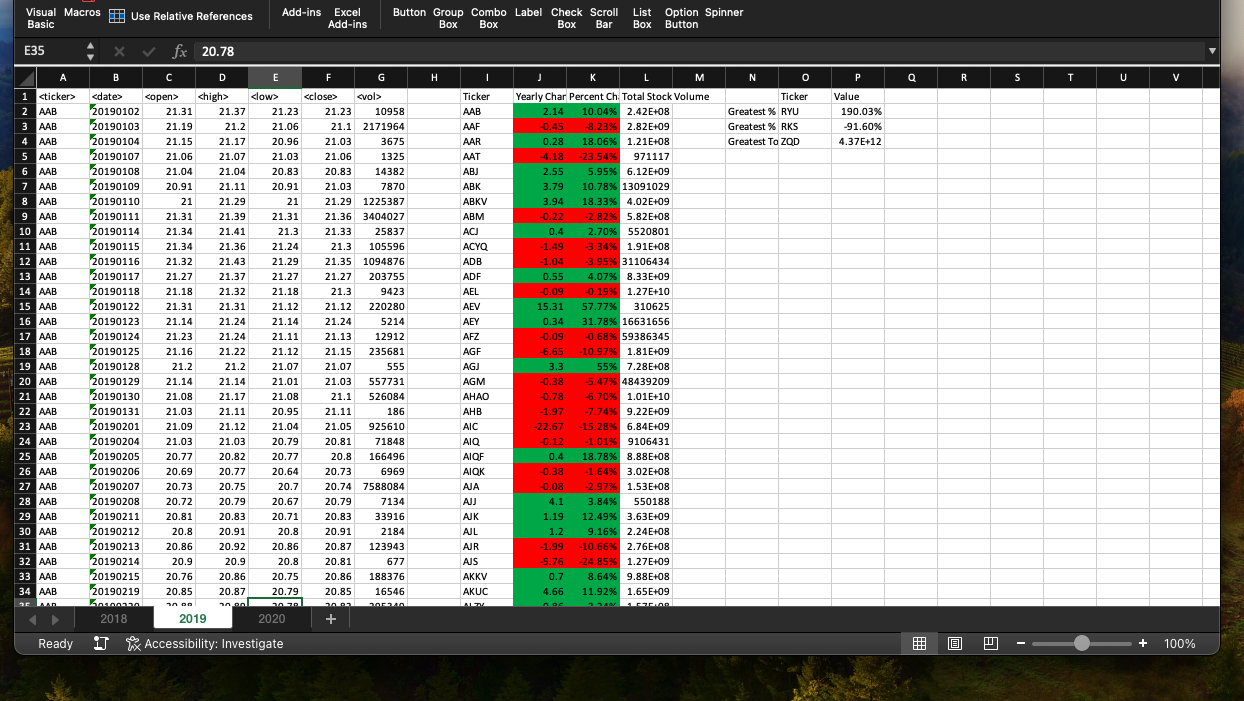 Visual Basic Macros Use Relative References Add-ins Excel Add-ins Button Group Box Combo Box Label Check Box Scroll Bar List Box Option Button Spinner
E35 fx 20.78
A B C D E F G H I J K L M N O P Q R S T U V
1 <ticker> <date> <open> <high> <low> <close> <vol> Ticker Yearly Char Percent Ch Total Stock Volume Ticker Value
2 AAB 20190102 21.31 21.37 21.23 21.23 10958 AAB 2.14 10.04% 2.42E+08 Greatest % RYU 190.03%
3 AAB 20190103 21.19 21.2 21.06 21.1 2171964 AAF -0.45 -8.23% 2.82E+09 Greatest % RKS -91.60%
4 AAB 20190104 21.15 21.17 20.96 21.03 3675 AAR 0.28 18.06% 1.21E+08 Greatest To ZQD 4.37E+12
5 AAB 20190107 21.06 21.07 21.03 21.06 1325 AAT -4.18 -23.54% 971117
6 AAB 20190108 21.04 21.04 20.83 20.83 14382 ABJ 2.55 5.95% 6.12E+09
7 AAB 20190109 20.91 21.11 20.91 21.03 7870 ABK 3.79 10.78% 13091029
8 AAB 20190110 21 21.29 21 21.29 1225387 ABKV 3.94 18.33% 4.02E+09
9 AAB 20190111 21.31 21.39 21.31 21.36 3404027 ABM -0.22 -2.82% 5.82E+08
10 AAB 20190114 21.34 21.41 21.3 21.33 25837 ACJ 0.4 2.70% 5520801
11 AAB 20190115 21.34 21.36 21.24 21.3 105596 ACYQ -1.49 -3.34% 1.91E+08
12 AAB 20190116 21.32 21.43 21.29 21.35 1094876 ADB -1.04 -3.95% 31106434
13 AAB 20190117 21.27 21.37 21.27 21.27 203755 ADF 0.55 4.07% 8.33E+09
14 AAB 20190118 21.18 21.32 21.18 21.3 9423 AEL -0.09 -0.19% 1.27E+10
15 AAB 20190122 21.31 21.31 21.12 21.12 220280 AEV 15.31 57.77% 310625
16 AAB 20190123 21.14 21.24 21.14 21.24 5214 AEY 0.34 31.78% 16631656
17 AAB 20190124 21.23 21.24 21.11 21.13 12912 AFZ -0.09 -0.68% 59386345
18 AAB 20190125 21.16 21.22 21.12 21.15 235681 AGF -6.65 -10.97% 1.81E+09
19 AAB 20190128 21.2 21.2 21.07 21.07 555 AGJ 3.3 55% 7.28E+08
20 AAB 20190129 21.14 21.14 21.01 21.03 557731 AGM -0.38 -5.47% 48439209
21 AAB 20190130 21.08 21.17 21.08 21.1 526084 AHAO -0.78 -6.70% 1.01E+10
22 AAB 20190131 21.03 21.11 20.95 21.11 186 AHB -1.97 -7.74% 9.22E+09
23 AAB 20190201 21.09 21.12 21.04 21.05 925610 AIC -22.67 -15.28% 6.84E+09
24 AAB 20190204 21.03 21.03 20.79 20.81 71848 AIQ -0.12 -1.01% 9106431
25 AAB 20190205 20.77 20.82 20.77 20.8 166496 AIQF 0.4 18.78% 8.88E+08
26 AAB 20190206 20.69 20.77 20.64 20.73 6969 AIQK -0.38 -1.64% 3.02E+08
27 AAB 20190207 20.73 20.75 20.7 20.74 7588084 AJA -0.08 -2.97% 1.53E+08
28 AAB 20190208 20.72 20.79 20.67 20.79 7134 AJJ 4.1 3.84% 550188
29 AAB 20190211 20.81 20.83 20.71 20.83 33916 AJK 1.19 12.49% 3.63E+09
30 AAB 20190212 20.8 20.91 20.8 20.91 2184 AJL 1.2 9.16% 2.24E+08
31 AAB 20190213 20.86 20.92 20.86 20.87 123943 AJR -1.99 -10.66% 2.76E+08
32 AAB 20190214 20.9 20.9 20.8 20.81 677 AJS -5.76 -24.85% 1.27E+09
33 AAB 20190215 20.76 20.86 20.75 20.86 188376 AKKV 0.7 8.64% 9.88E+08
34 AAB 20190219 20.85 20.87 20.79 20.85 16546 AKUC 4.66 11.92% 1.65E+09
2018 2019 2020 +
Ready Accessibility: Investigate 100%